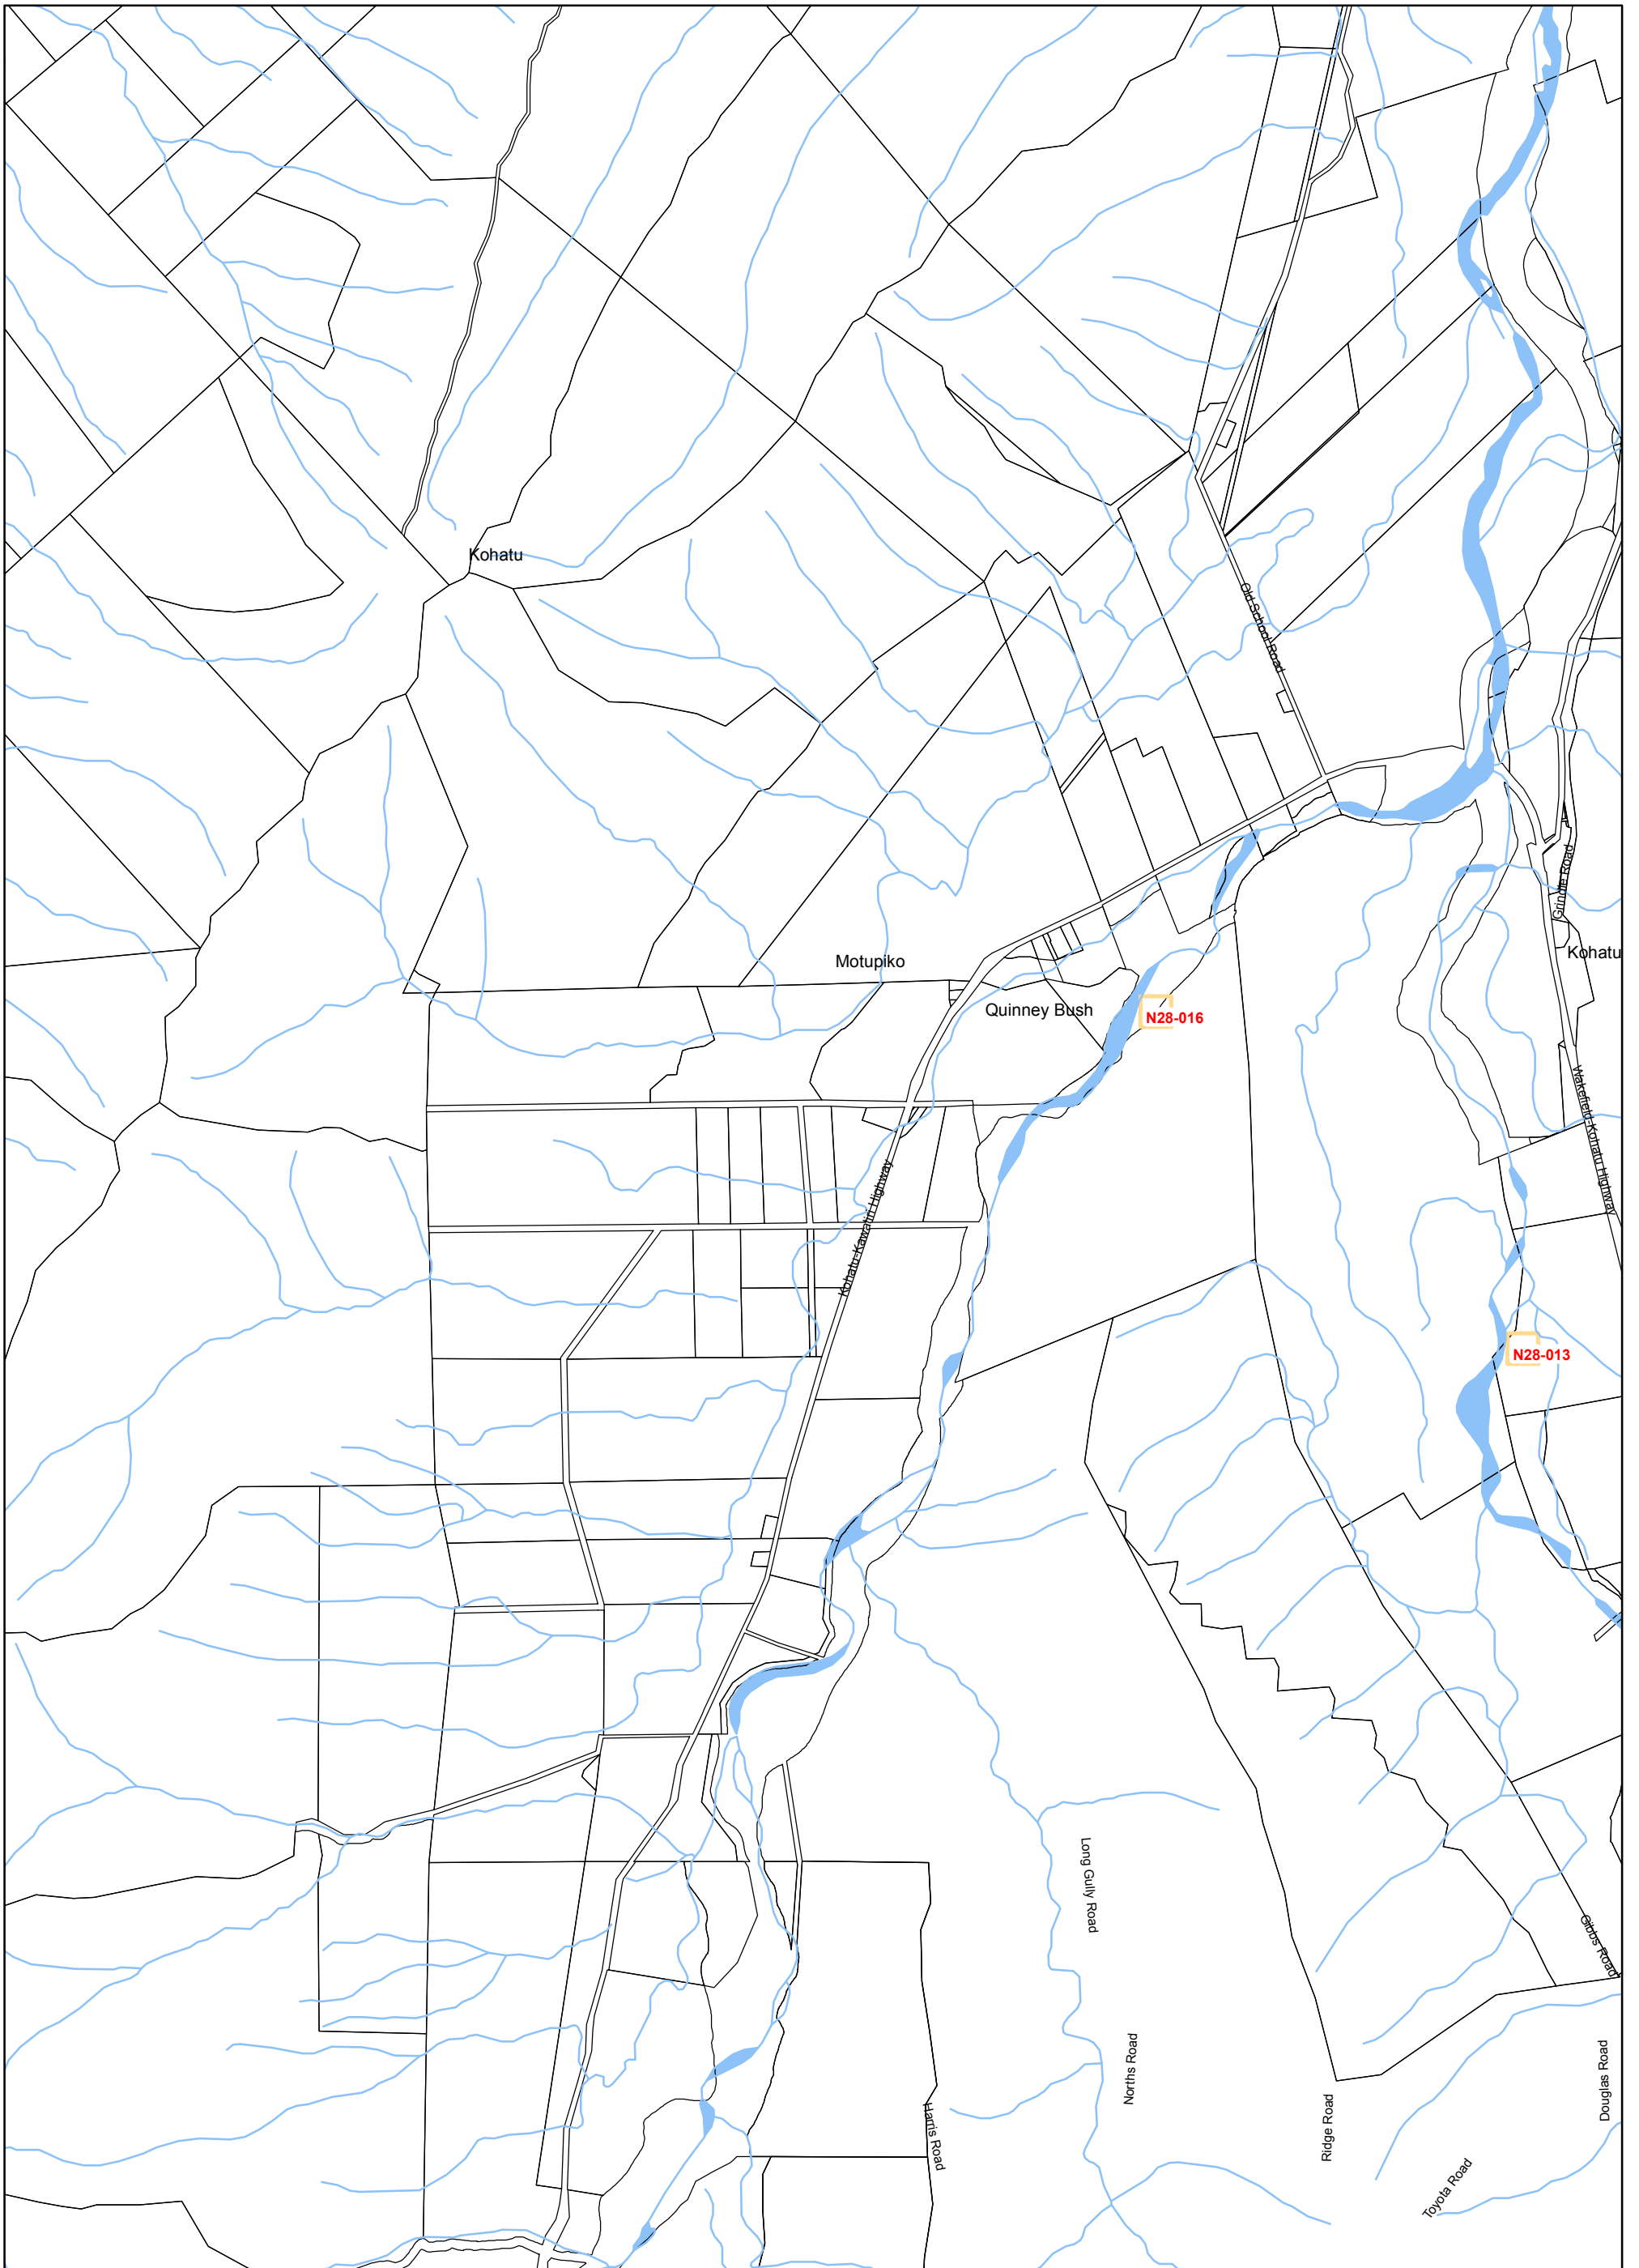 Kohatu
Old School Road
Grindle Road
Kohatu
Motupiko
Quinney Bush
N28-016
Wakefield-Kohatu Highway
Kohatu-Kawatiri Highway
N28-013
Long Gully Road
Gibbs Road
Norths Road
Douglas Road
Harris Road
Ridge Road
Toyota Road